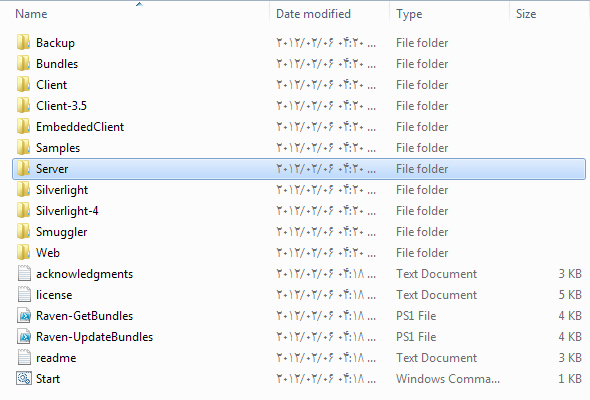 Name Date modified Type Size
Backup ۲۰۱۲/۰۲/۰۶ ۰۴:۲۰ ... File folder
Bundles ۲۰۱۲/۰۲/۰۶ ۰۴:۲۰ ... File folder
Client ۲۰۱۲/۰۲/۰۶ ۰۴:۲۰ ... File folder
Client-3.5 ۲۰۱۲/۰۲/۰۶ ۰۴:۲۰ ... File folder
EmbeddedClient ۲۰۱۲/۰۲/۰۶ ۰۴:۲۰ ... File folder
Samples ۲۰۱۲/۰۲/۰۶ ۰۴:۲۰ ... File folder
Server ۲۰۱۲/۰۲/۰۶ ۰۴:۲۰ ... File folder
Silverlight ۲۰۱۲/۰۲/۰۶ ۰۴:۲۰ ... File folder
Silverlight-4 ۲۰۱۲/۰۲/۰۶ ۰۴:۲۰ ... File folder
Smuggler ۲۰۱۲/۰۲/۰۶ ۰۴:۲۰ ... File folder
Web ۲۰۱۲/۰۲/۰۶ ۰۴:۲۰ ... File folder
acknowledgments ۲۰۱۲/۰۲/۰۶ ۰۴:۱۸ ... Text Document 3 KB
license ۲۰۱۲/۰۲/۰۶ ۰۴:۱۸ ... Text Document 5 KB
Raven-GetBundles ۲۰۱۲/۰۲/۰۶ ۰۴:۱۸ ... PS1 File 4 KB
Raven-UpdateBundles ۲۰۱۲/۰۲/۰۶ ۰۴:۱۸ ... PS1 File 4 KB
readme ۲۰۱۲/۰۲/۰۶ ۰۴:۱۸ ... Text Document 3 KB
Start ۲۰۱۲/۰۲/۰۶ ۰۴:۱۸ ... Windows Comma... 1 KB